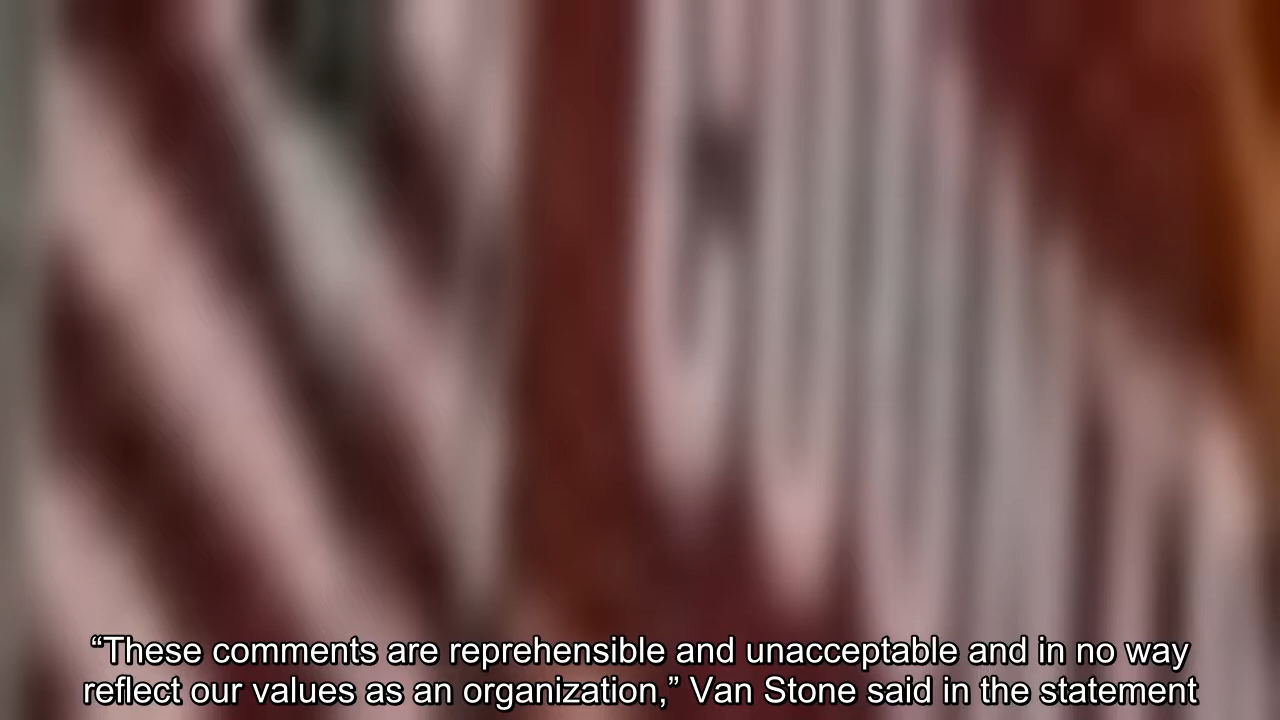 “These comments are reprehensible and unacceptable and in no way
reflect our values as an organization,” Van Stone said in the statement